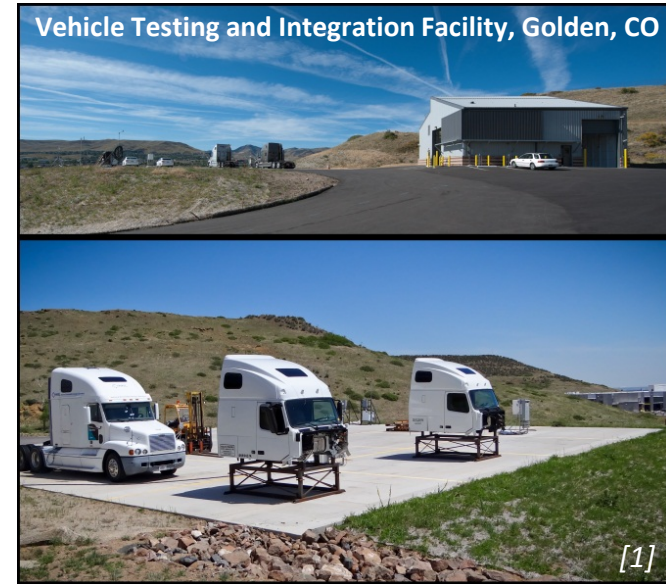 Vehicle Testing and Integration Facility, Golden, CO
[1]